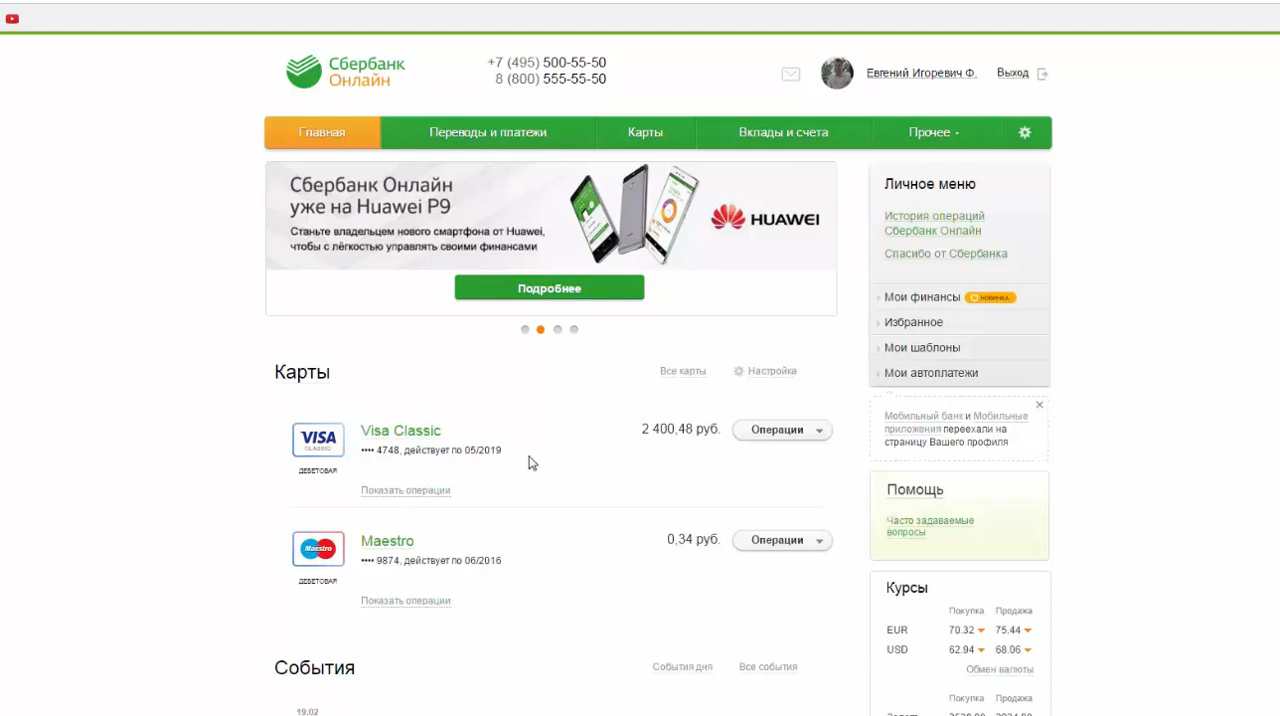 Сбербанк
Онлайн
+7 (495) 500-55-50
8 (800) 555-55-50
Евгений Игоревич Ф.
Выход
Главная
Переводы и платежи
Карты
Вклады и счета
Прочее
Сбербанк Онлайн
уже на Huawei P9
Станьте владельцем нового смартфона от Huawei,
чтобы с лёгкостью управлять своими финансами
HUAWEI
Подробнее
Личное меню
История операций
Сбербанк Онлайн
Спасибо от Сбербанка
Мои финансы НОВИНКА
Избранное
Мои шаблоны
Мои автоплатежи
Мобильный банк и Мобильные
приложения переехали на
страницу Вашего профиля
Помощь
Часто задаваемые
вопросы
Карты
Все карты
Настройка
VISA
CLASSIC
ДЕБЕТОВАЯ
Visa Classic
•••• 4748, действует по 05/2019
Показать операции
2 400,48 руб.
Операции
Maestro
ДЕБЕТОВАЯ
Maestro
•••• 9874, действует по 06/2016
Показать операции
0,34 руб.
Операции
События
События дня
Все события
19.02
Курсы
Покупка Продажа
EUR 70.32 75.44
USD 62.94 68.06
Обмен валюты
Покупка Продажа